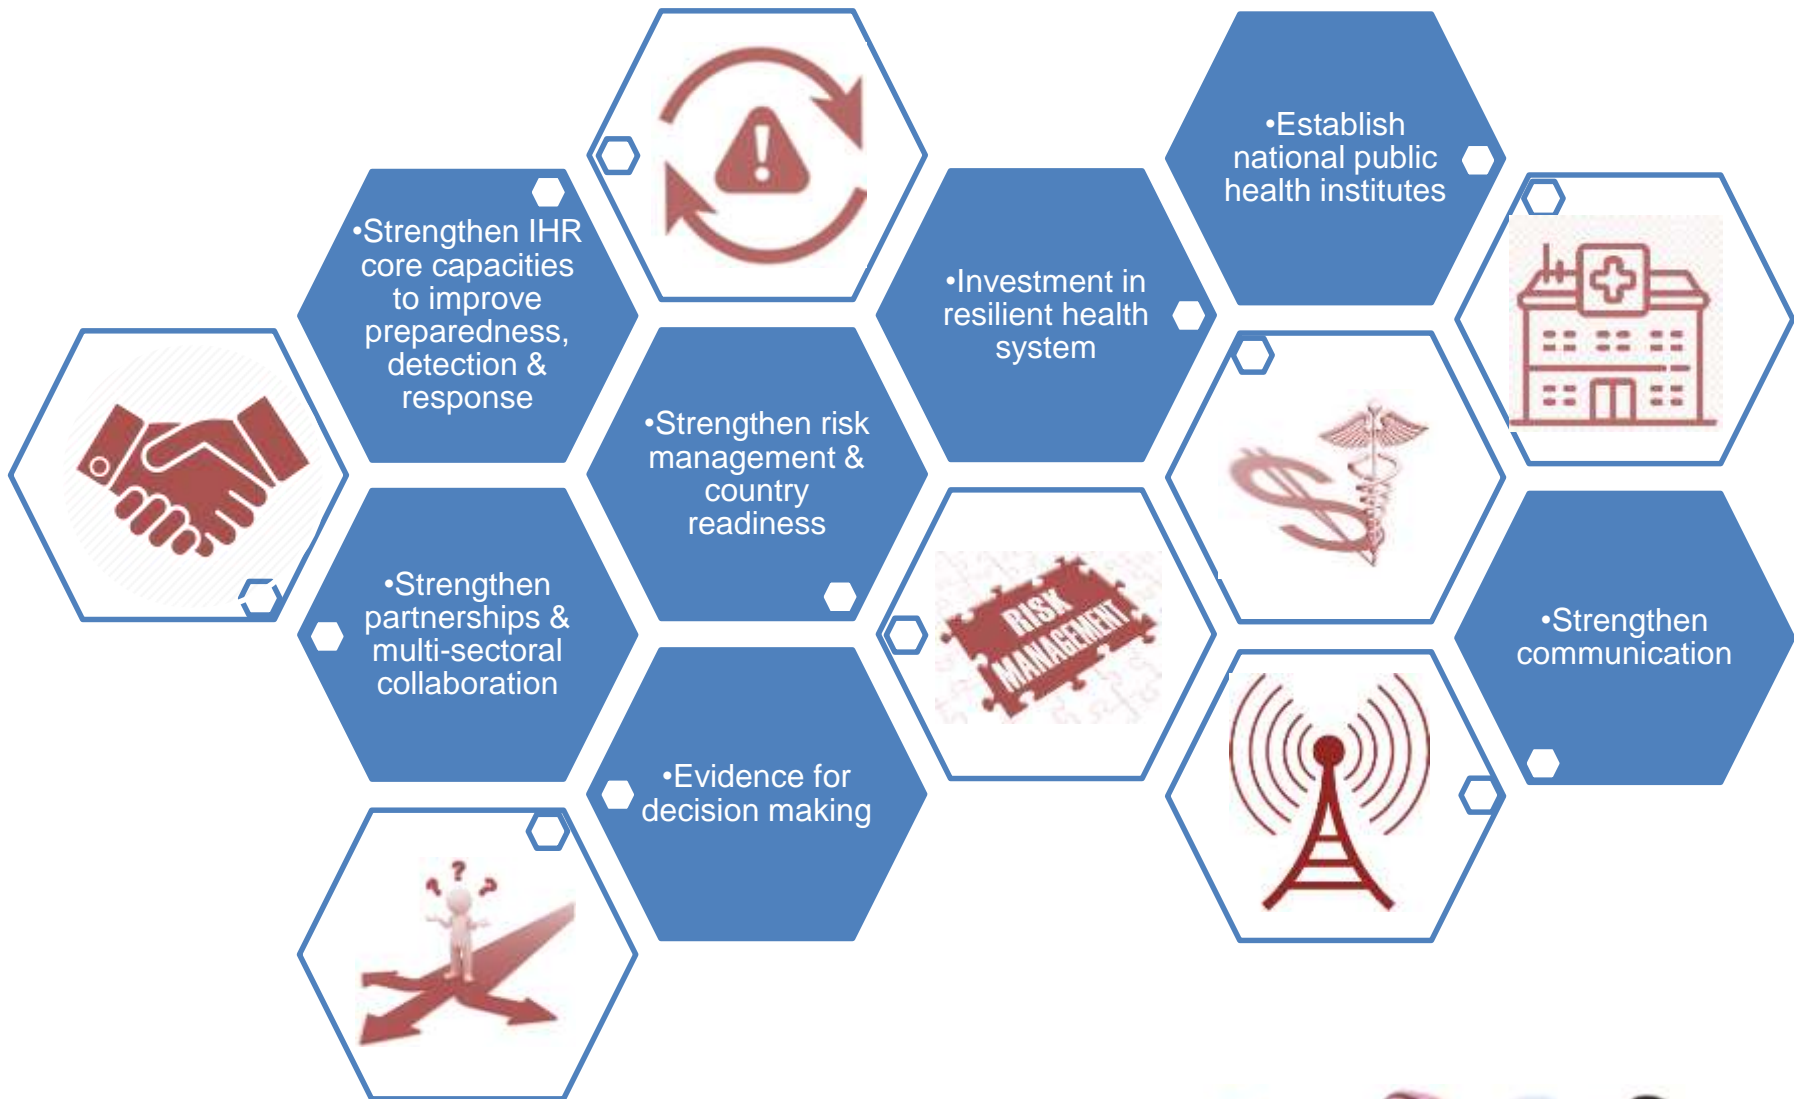 •Strengthen IHR
core capacities
to improve
preparedness,
detection &
response
•Establish
national public
health institutes
•Investment in
resilient health
system
•Strengthen risk
management &
country
readiness
•Strengthen
partnerships &
multi-sectoral
collaboration
RISK
MANAGEMENT
•Strengthen
communication
•Evidence for
decision making
? ? ?